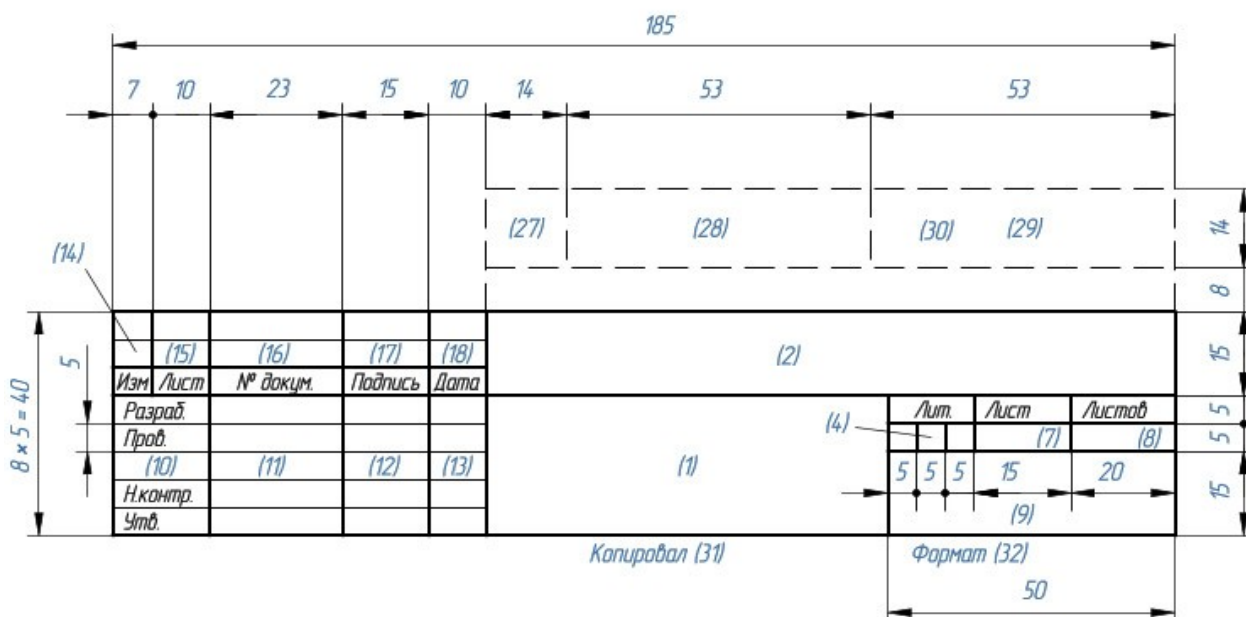 185
7 10 23 15 10 14 53 53
(27) (28) (30) (29) 14
(14)
8
(15) (16) (17) (18) (2) 15
5
Изм Лист № докум. Подпись Дата
8 × 5 = 40
Разраб. Лит. Лист Листов 5
Пров. (4) (7) (8) 5
(10) (11) (12) (13) (1) 5 5 5 15 20
Н.контр. (9) 15
Утв.
Копировал (31) Формат (32)
50